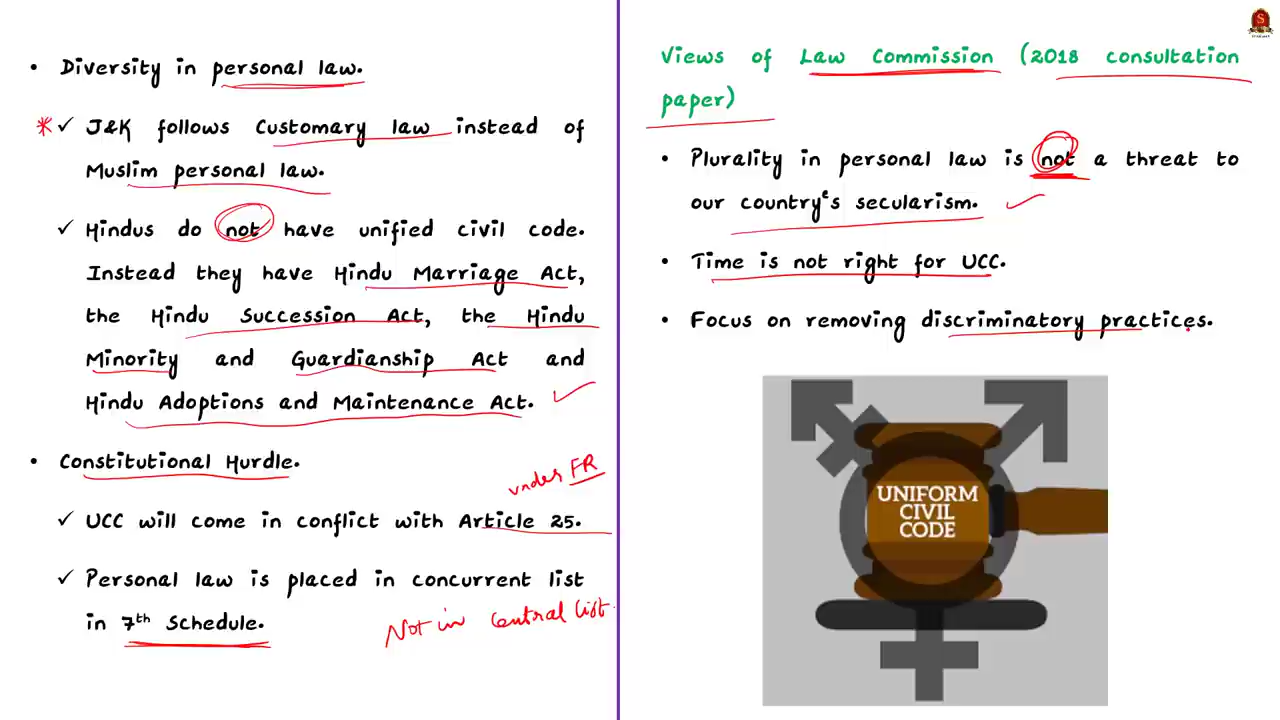 • Diversity in personal law.
* ✓ J&K follows Customary law instead of
Muslim personal law.
✓ Hindus do not have unified civil code.
Instead they have Hindu Marriage Act,
the Hindu Succession Act, the Hindu
Minority and Guardianship Act and
Hindu Adoptions and Maintenance Act.
• Constitutional Hurdle.
under FR
✓ UCC will come in conflict with Article 25.
✓ Personal law is placed in concurrent list
in 7th Schedule.
Not in Central list
Views of Law Commission (2018 consultation
paper)
• Plurality in personal law is not a threat to
our country's secularism.
• Time is not right for UCC.
• Focus on removing discriminatory practices.
UNIFORM
CIVIL
CODE